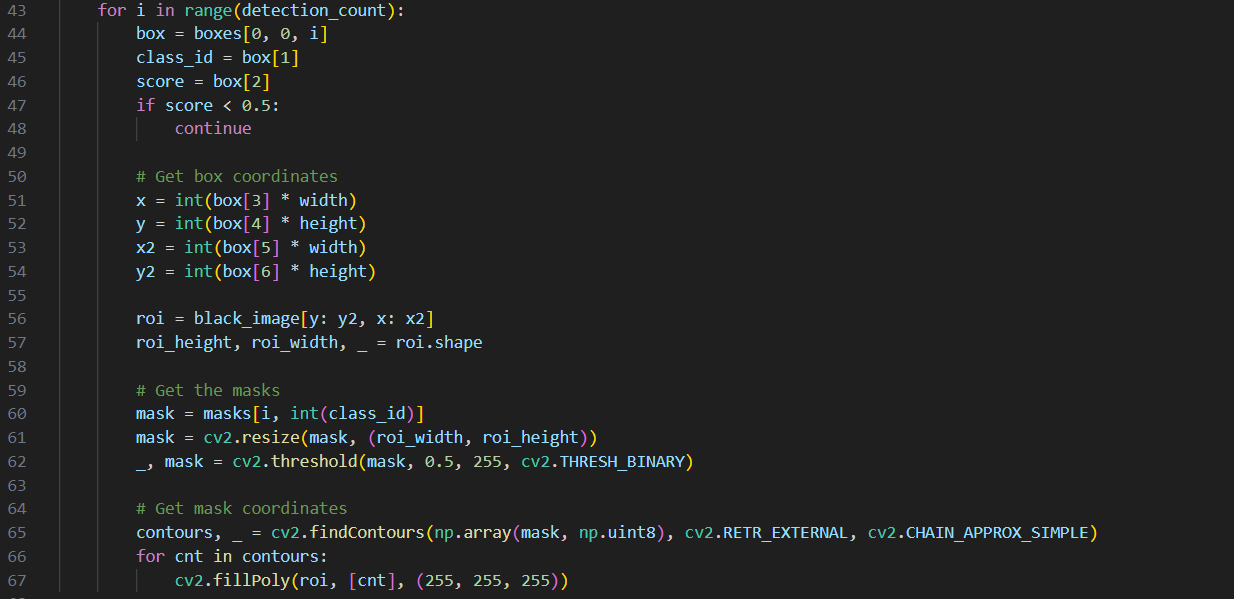 43 for i in range(detection_count):
44 box = boxes[0, 0, i]
45 class_id = box[1]
46 score = box[2]
47 if score < 0.5:
48 continue
49
50 # Get box coordinates
51 x = int(box[3] * width)
52 y = int(box[4] * height)
53 x2 = int(box[5] * width)
54 y2 = int(box[6] * height)
55
56 roi = black_image[y: y2, x: x2]
57 roi_height, roi_width, _ = roi.shape
58
59 # Get the masks
60 mask = masks[i, int(class_id)]
61 mask = cv2.resize(mask, (roi_width, roi_height))
62 _, mask = cv2.threshold(mask, 0.5, 255, cv2.THRESH_BINARY)
63
64 # Get mask coordinates
65 contours, _ = cv2.findContours(np.array(mask, np.uint8), cv2.RETR_EXTERNAL, cv2.CHAIN_APPROX_SIMPLE)
66 for cnt in contours:
67 cv2.fillPoly(roi, [cnt], (255, 255, 255))